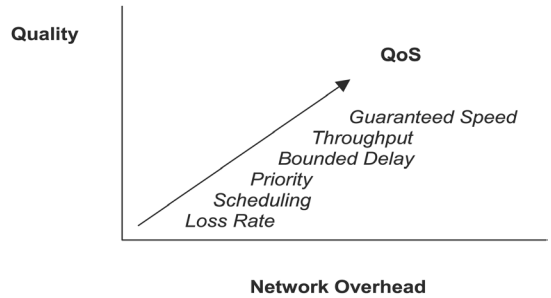 Quality
QoS
Guaranteed Speed
Throughput
Bounded Delay
Priority
Scheduling
Loss Rate
Network Overhead